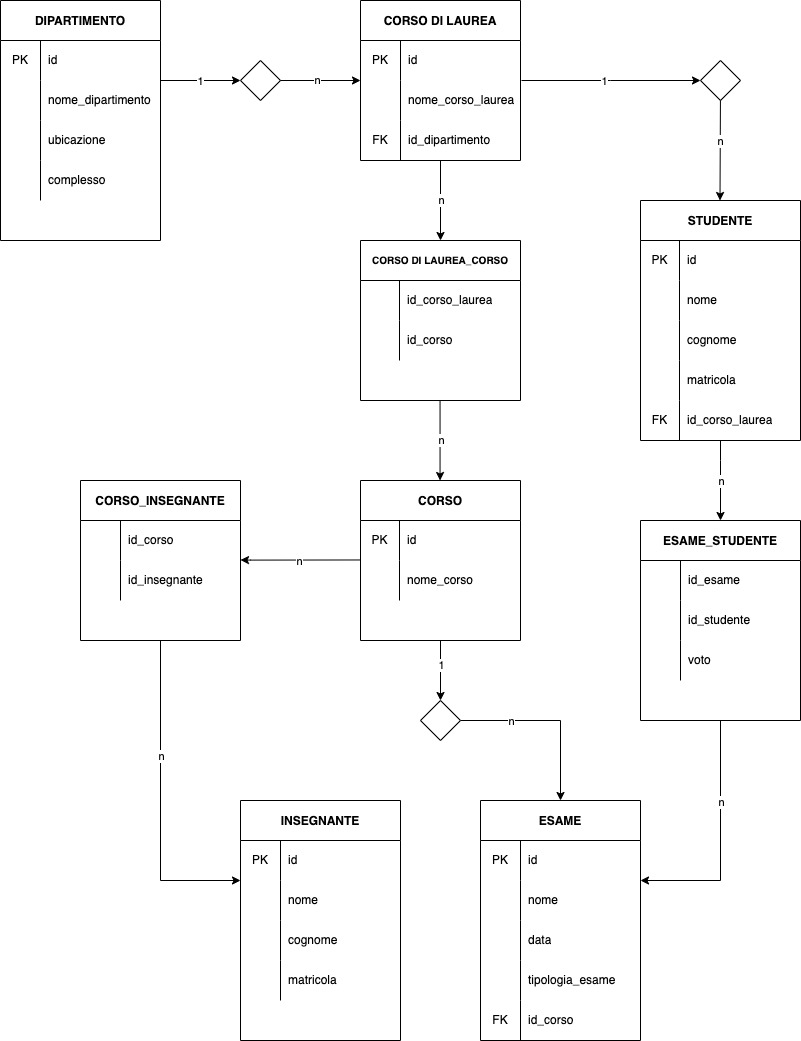 DIPARTIMENTO
PK id
nome_dipartimento
ubicazione
complesso
1
n
CORSO DI LAUREA
PK id
nome_corso_laurea
FK id_dipartimento
1
n
STUDENTE
PK id
nome
cognome
matricola
FK id_corso_laurea
n
CORSO DI LAUREA_CORSO
id_corso_laurea
id_corso
n
n
CORSO_INSEGNANTE
id_corso
id_insegnante
n
CORSO
PK id
nome_corso
ESAME_STUDENTE
id_esame
id_studente
voto
1
n
n
n
INSEGNANTE
PK id
nome
cognome
matricola
ESAME
PK id
nome
data
tipologia_esame
FK id_corso